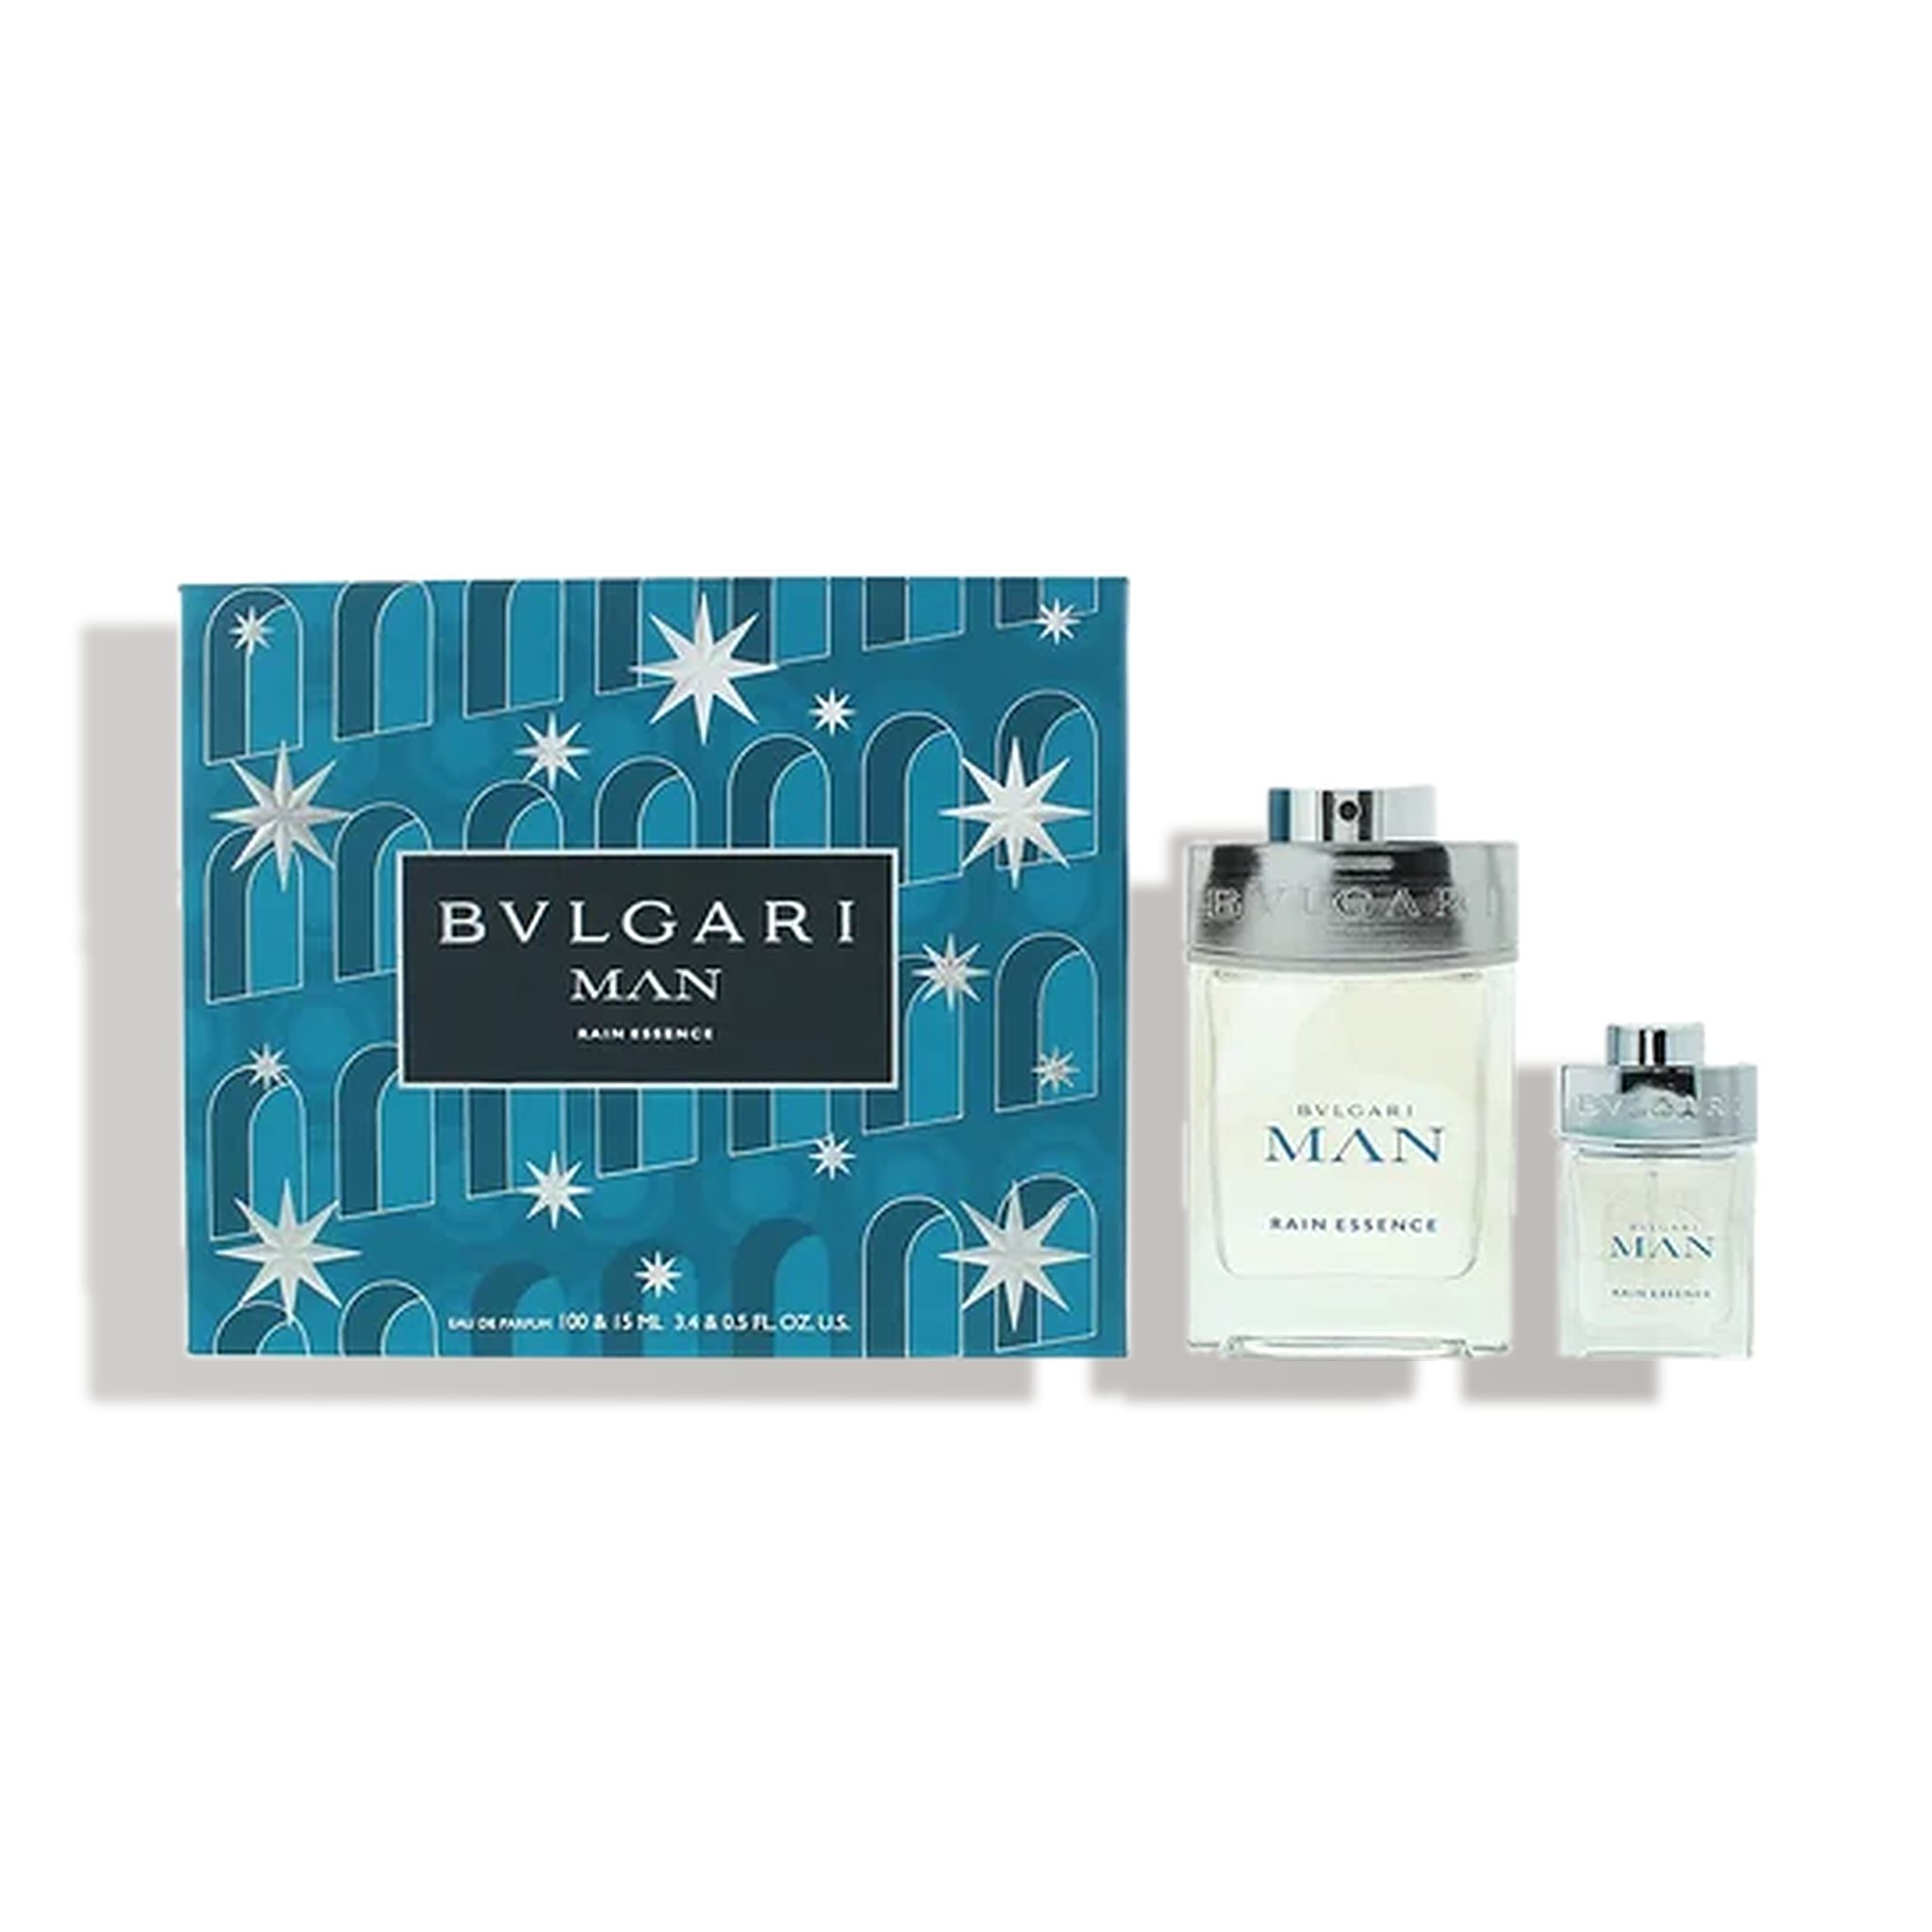 BVLGARI
MAN
RAIN ESSENCE
EAU DE PARFUM 100 & 15 ML 3.4 & 0.5 FL. OZ. U.S.
BVLGARI
BVLGARI
MAN
RAIN ESSENCE
BVLGARI
BVLGARI
MAN
RAIN ESSENCE